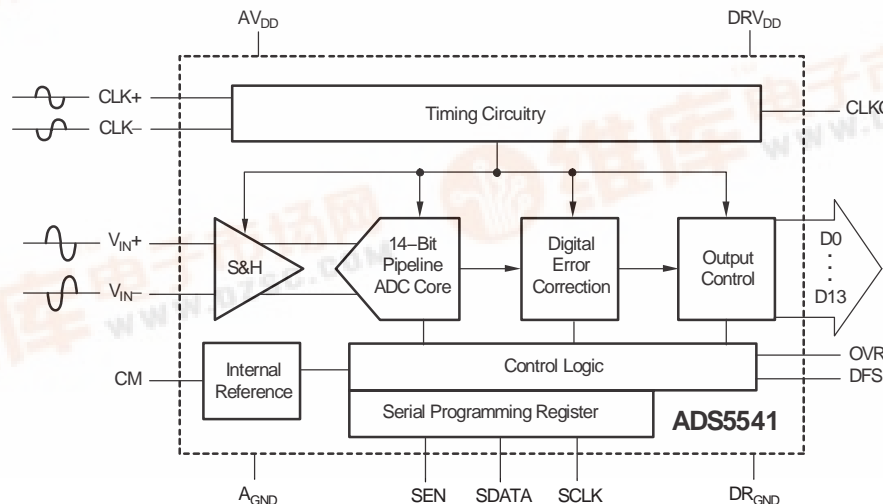 AVDD DRVDD
CLK+
CLK–
Timing Circuitry
VIN+
VIN–
S&H
14–Bit
Pipeline
ADC Core
Digital
Error
Correction
Output
Control
D0
D13
CM
Internal
Reference
Control Logic
OVR
DFS
Serial Programming Register
ADS5541
AGND SEN SDATA SCLK DRGND